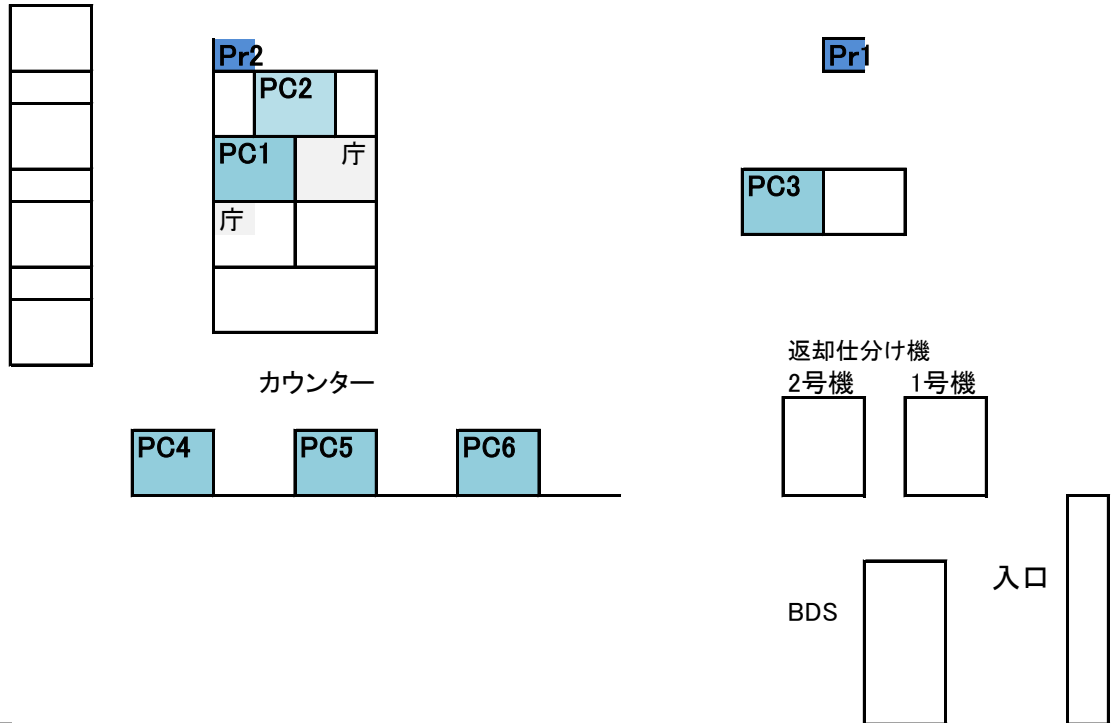 Pr2
Pr1
PC2
PC1
庁
PC3
庁
返却仕分け機
カウンター
2号機
1号機
PC4
PC5
PC6
入口
BDS